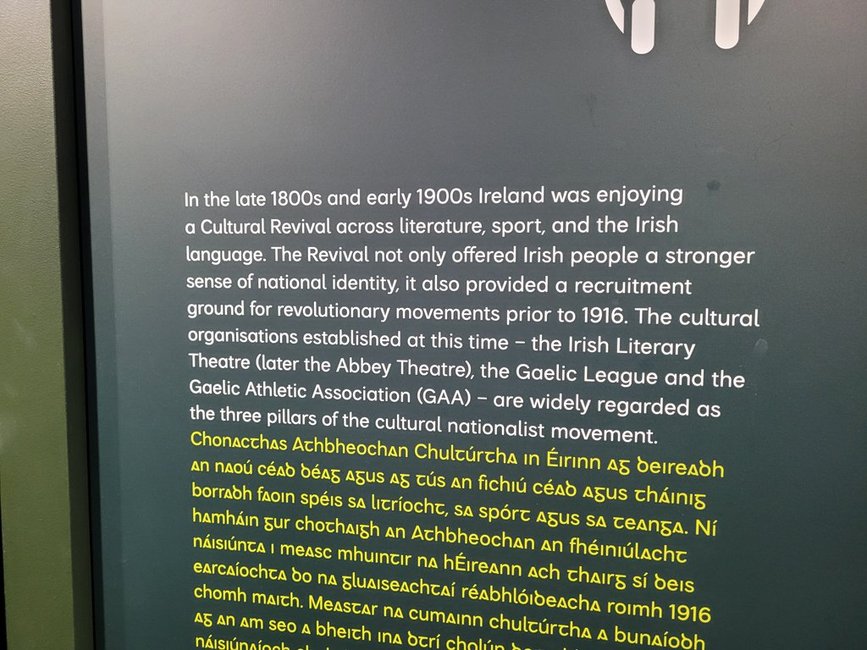 In the late 1800s and early 1900s Ireland was enjoying
a Cultural Revival across literature, sport, and the Irish
language. The Revival not only offered Irish people a stronger
sense of national identity, it also provided a recruitment
ground for revolutionary movements prior to 1916. The cultural
organisations established at this time – the Irish Literary
Theatre (later the Abbey Theatre), the Gaelic League and the
Gaelic Athletic Association (GAA) – are widely regarded as
the three pillars of the cultural nationalist movement.
Chonacthas Athbheochan Chultúrtha in Éirinn ag deireadh
an naoú céad déag agus ag tús an fichiú céad agus tháinig
borradh faoin spéis sa litríocht, sa spórt agus sa teanga. Ní
hamháin gur chothaigh an Athbheochan an fhéiniúlacht
náisiúnta i measc mhuintir na hÉireann ach thairg sí deis
earcaíochta do na gluaiseachtaí réabhlóideacha roimh 1916
chomh maith. Meastar na cumainn chultúrtha a bunaíodh
ag an am seo a bheith ina dtrí cholún